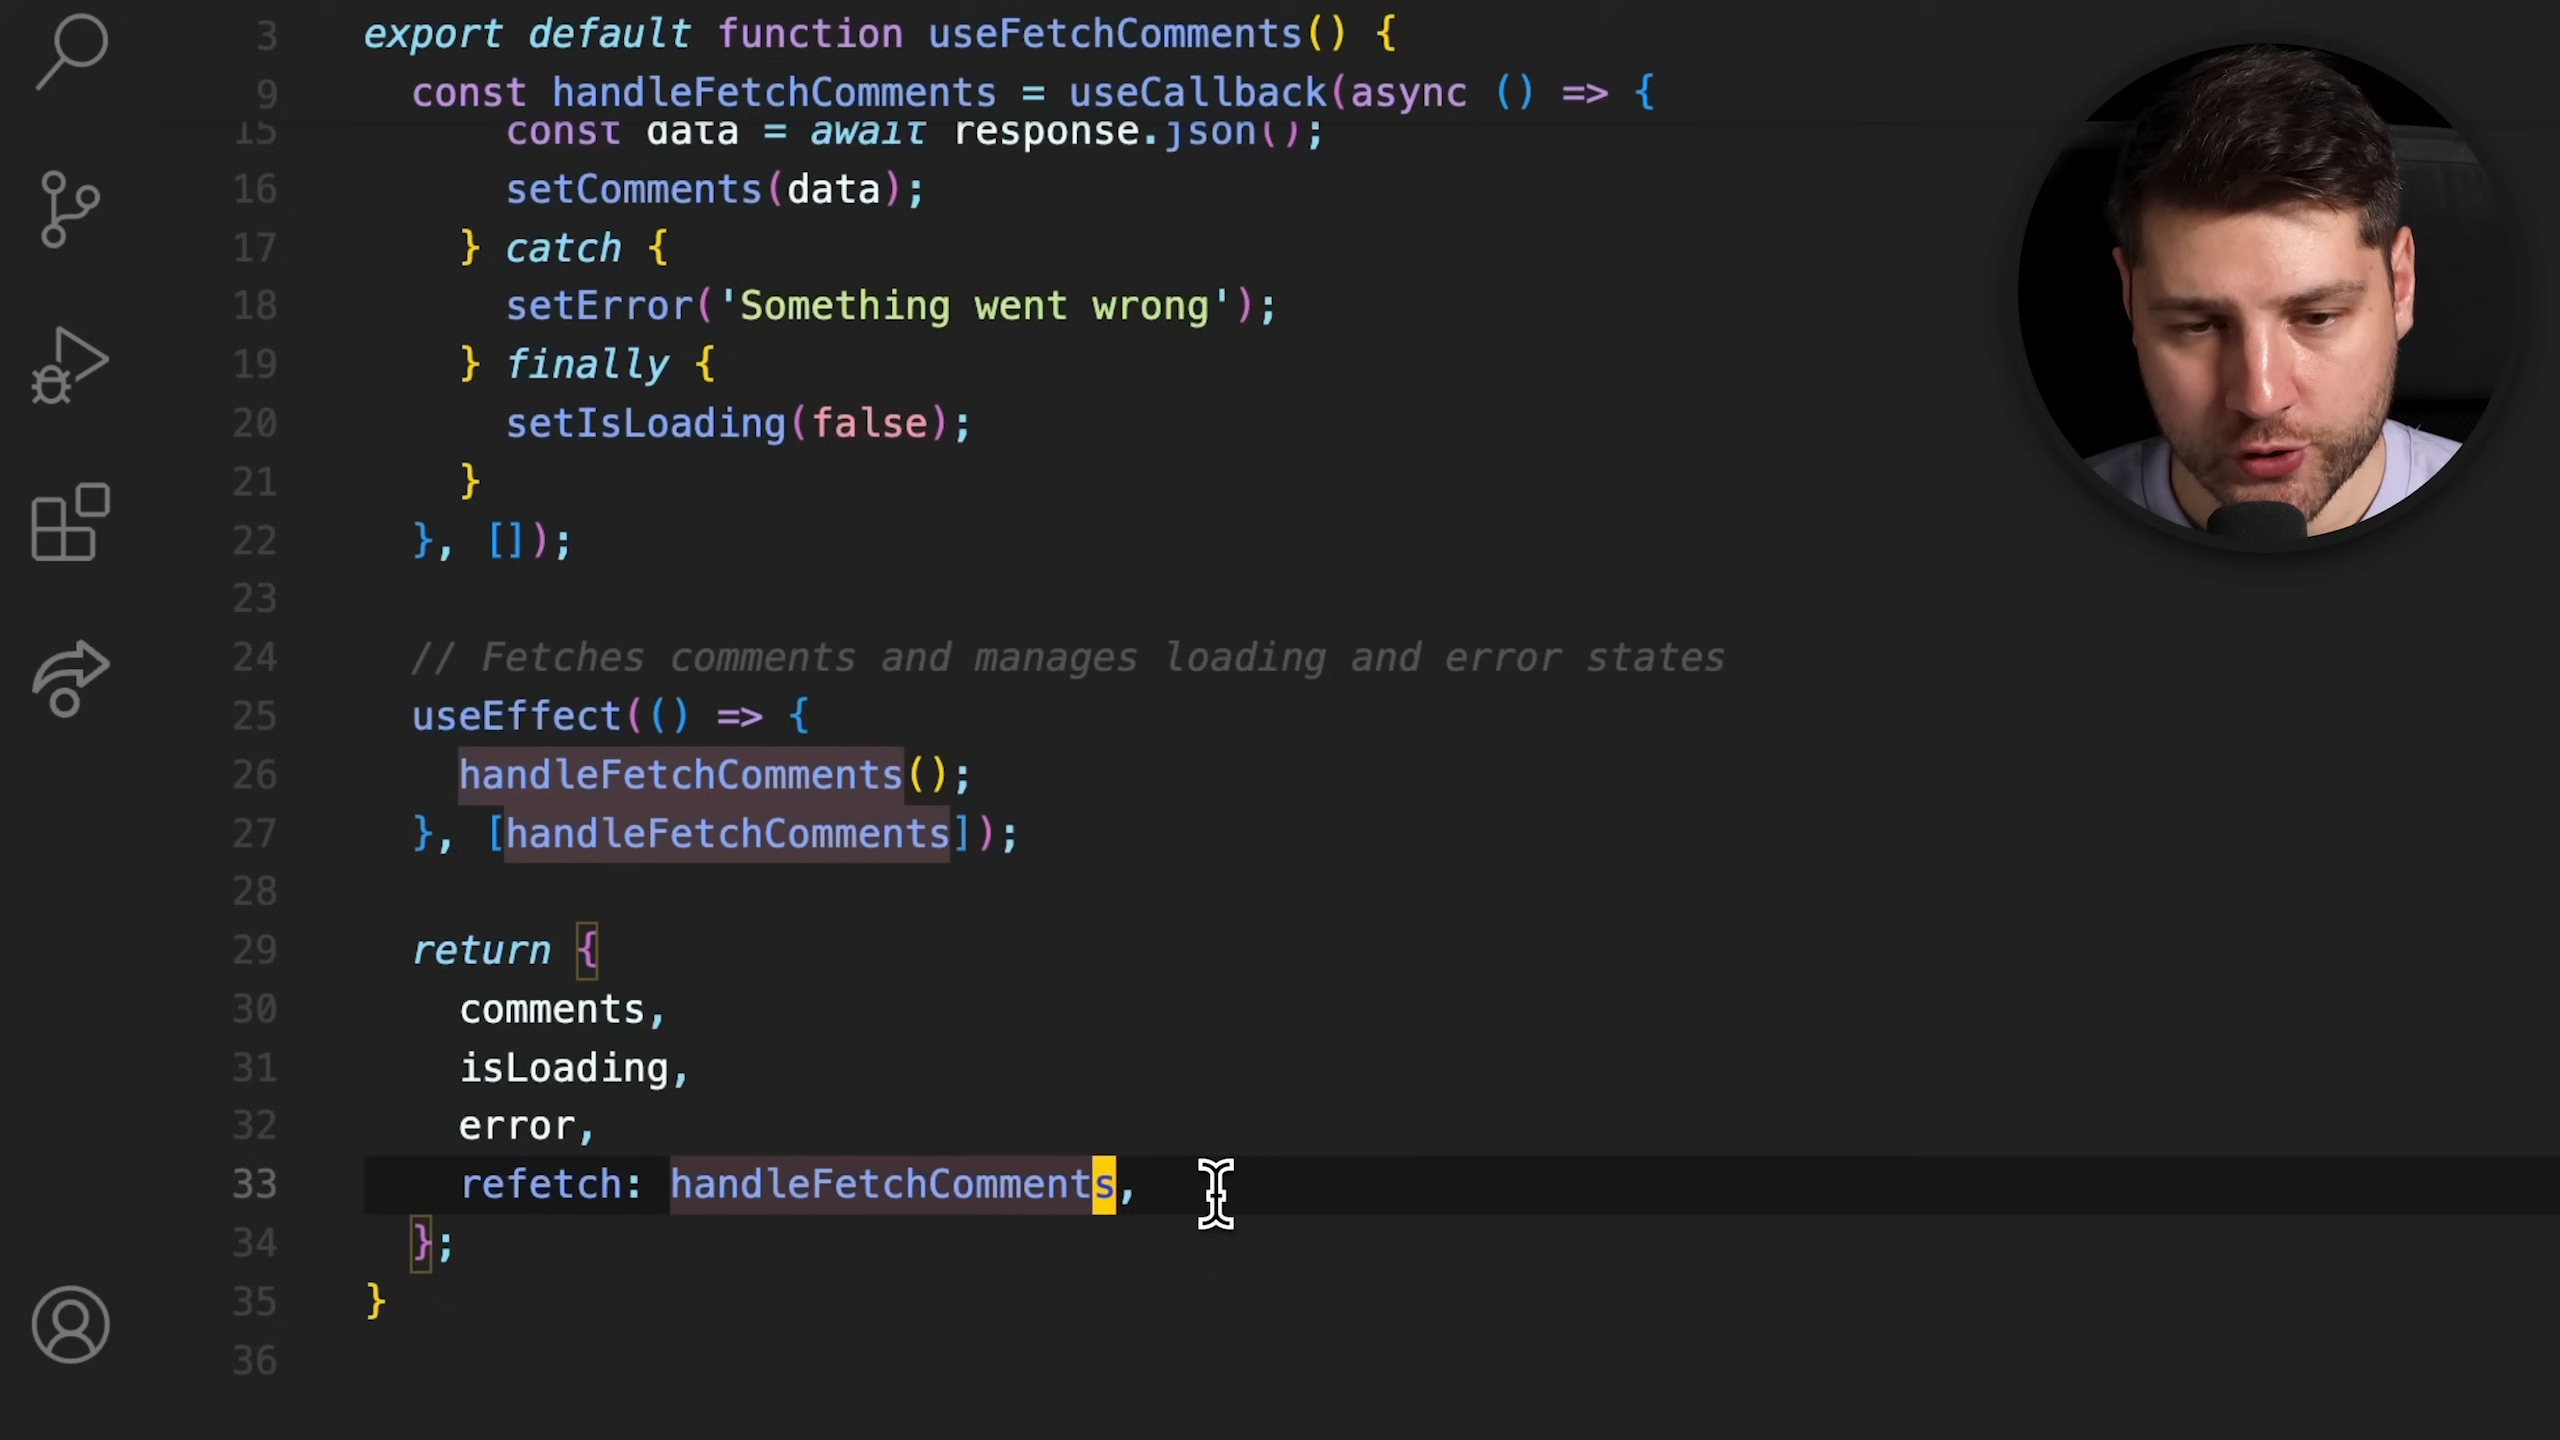 3 export default function useFetchComments() {
9 const handleFetchComments = useCallback(async () => {
15 const data = await response.json();
16 setComments(data);
17 } catch {
18 setError('Something went wrong');
19 } finally {
20 setIsLoading(false);
21 }
22 }, []);
23
24 // Fetches comments and manages loading and error states
25 useEffect(() => {
26 handleFetchComments();
27 }, [handleFetchComments]);
28
29 return {
30 comments,
31 isLoading,
32 error,
33 refetch: handleFetchComments,
34 };
35 }
36